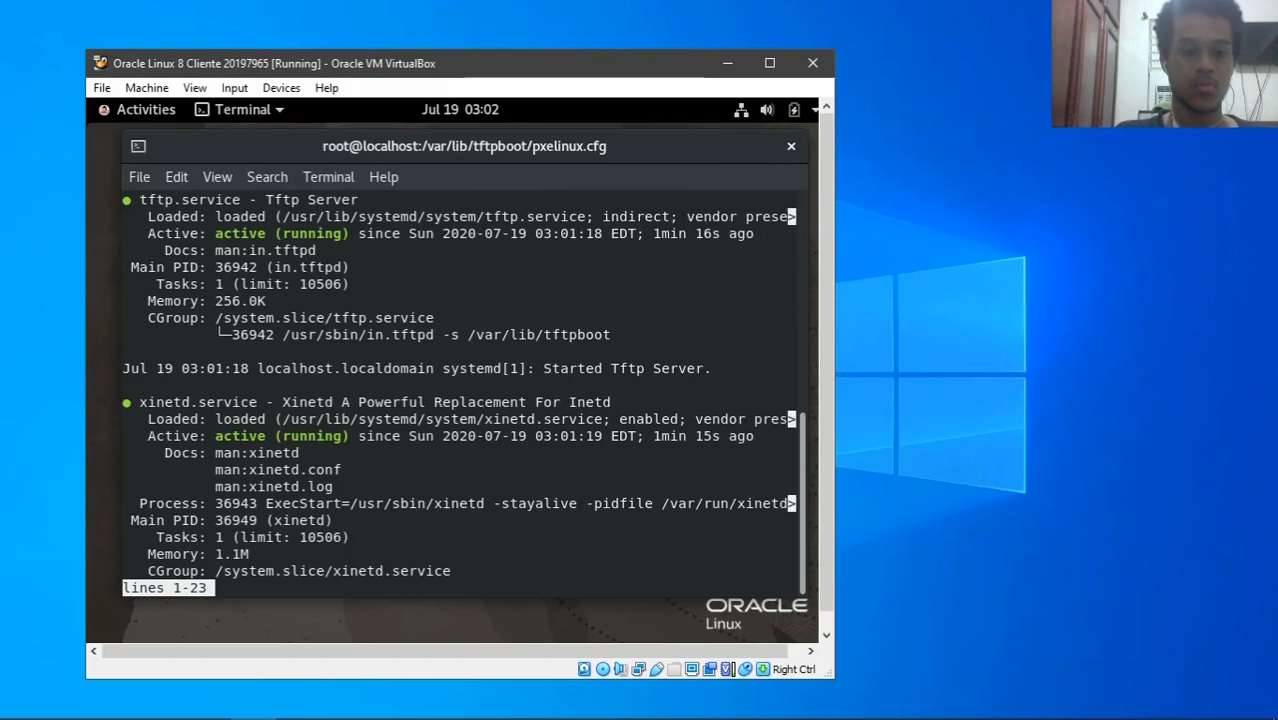 Oracle Linux 8 Cliente 20197965 [Running] - Oracle VM VirtualBox
File Machine View Input Devices Help
Activities Terminal Jul 19 03:02
root@localhost:/var/lib/tftpboot/pxelinux.cfg
File Edit View Search Terminal Help
● tftp.service - Tftp Server
Loaded: loaded (/usr/lib/systemd/system/tftp.service; indirect; vendor prese>
Active: active (running) since Sun 2020-07-19 03:01:18 EDT; 1min 16s ago
Docs: man:in.tftpd
Main PID: 36942 (in.tftpd)
Tasks: 1 (limit: 10506)
Memory: 256.0K
CGroup: /system.slice/tftp.service
└─36942 /usr/sbin/in.tftpd -s /var/lib/tftpboot
Jul 19 03:01:18 localhost.localdomain systemd[1]: Started Tftp Server.
● xinetd.service - Xinetd A Powerful Replacement For Inetd
Loaded: loaded (/usr/lib/systemd/system/xinetd.service; enabled; vendor pres>
Active: active (running) since Sun 2020-07-19 03:01:19 EDT; 1min 15s ago
Docs: man:xinetd
man:xinetd.conf
man:xinetd.log
Process: 36943 ExecStart=/usr/sbin/xinetd -stayalive -pidfile /var/run/xinetd>
Main PID: 36949 (xinetd)
Tasks: 1 (limit: 10506)
Memory: 1.1M
CGroup: /system.slice/xinetd.service
lines 1-23
ORACLE
Linux
Right Ctrl